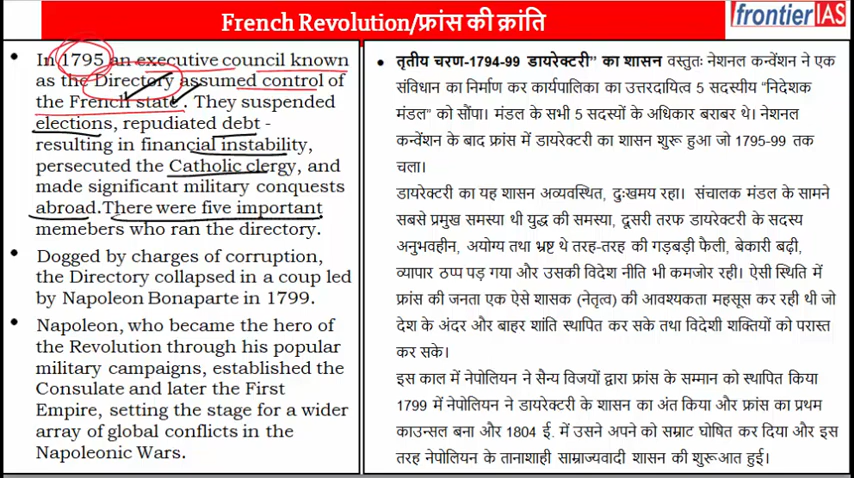 French Revolution/फ्रांस की क्रांति
frontier IAS
In 1795 an executive council known
as the Directory assumed control of
the French state . They suspended
elections, repudiated debt -
resulting in financial instability,
persecuted the Catholic clergy, and
made significant military conquests
abroad.There were five important
memebers who ran the directory.
Dogged by charges of corruption,
the Directory collapsed in a coup led
by Napoleon Bonaparte in 1799.
Napoleon, who became the hero of
the Revolution through his popular
military campaigns, established the
Consulate and later the First
Empire, setting the stage for a wider
array of global conflicts in the
Napoleonic Wars.
तृतीय चरण-1794-99 डायरेक्टरी” का शासन वस्तुतः नेशनल कन्वेंशन ने एक
संविधान का निर्माण कर कार्यपालिका का उत्तरदायित्व 5 सदस्यीय “निदेशक
मंडल” को सौंपा। मंडल के सभी 5 सदस्यों के अधिकार बराबर थे। नेशनल
कन्वेंशन के बाद फ्रांस में डायरेक्टरी का शासन शुरू हुआ जो 1795-99 तक
चला।
डायरेक्टरी का यह शासन अव्यवस्थित, दुःखमय रहा। संचालक मंडल के सामने
सबसे प्रमुख समस्या थी युद्ध की समस्या, दूसरी तरफ डायरेक्टरी के सदस्य
अनुभवहीन, अयोग्य तथा भ्रष्ट थे तरह-तरह की गड़बड़ी फैली, बेकारी बढ़ी,
व्यापार ठप्प पड़ गया और उसकी विदेश नीति भी कमजोर रही। ऐसी स्थिति में
फ्रांस की जनता एक ऐसे शासक (नेतृत्व) की आवश्यकता महसूस कर रही थी जो
देश के अंदर और बाहर शांति स्थापित कर सके तथा विदेशी शक्तियों को परास्त
कर सके।
इस काल में नेपोलियन ने सैन्य विजयों द्वारा फ्रांस के सम्मान को स्थापित किया
1799 में नेपोलियन ने डायरेक्टरी के शासन का अंत किया और फ्रांस का प्रथम
काउन्सल बना और 1804 ई. में उसने अपने को सम्राट घोषित कर दिया और इस
तरह नेपोलियन के तानाशाही साम्राज्यवादी शासन की शुरूआत हुई।